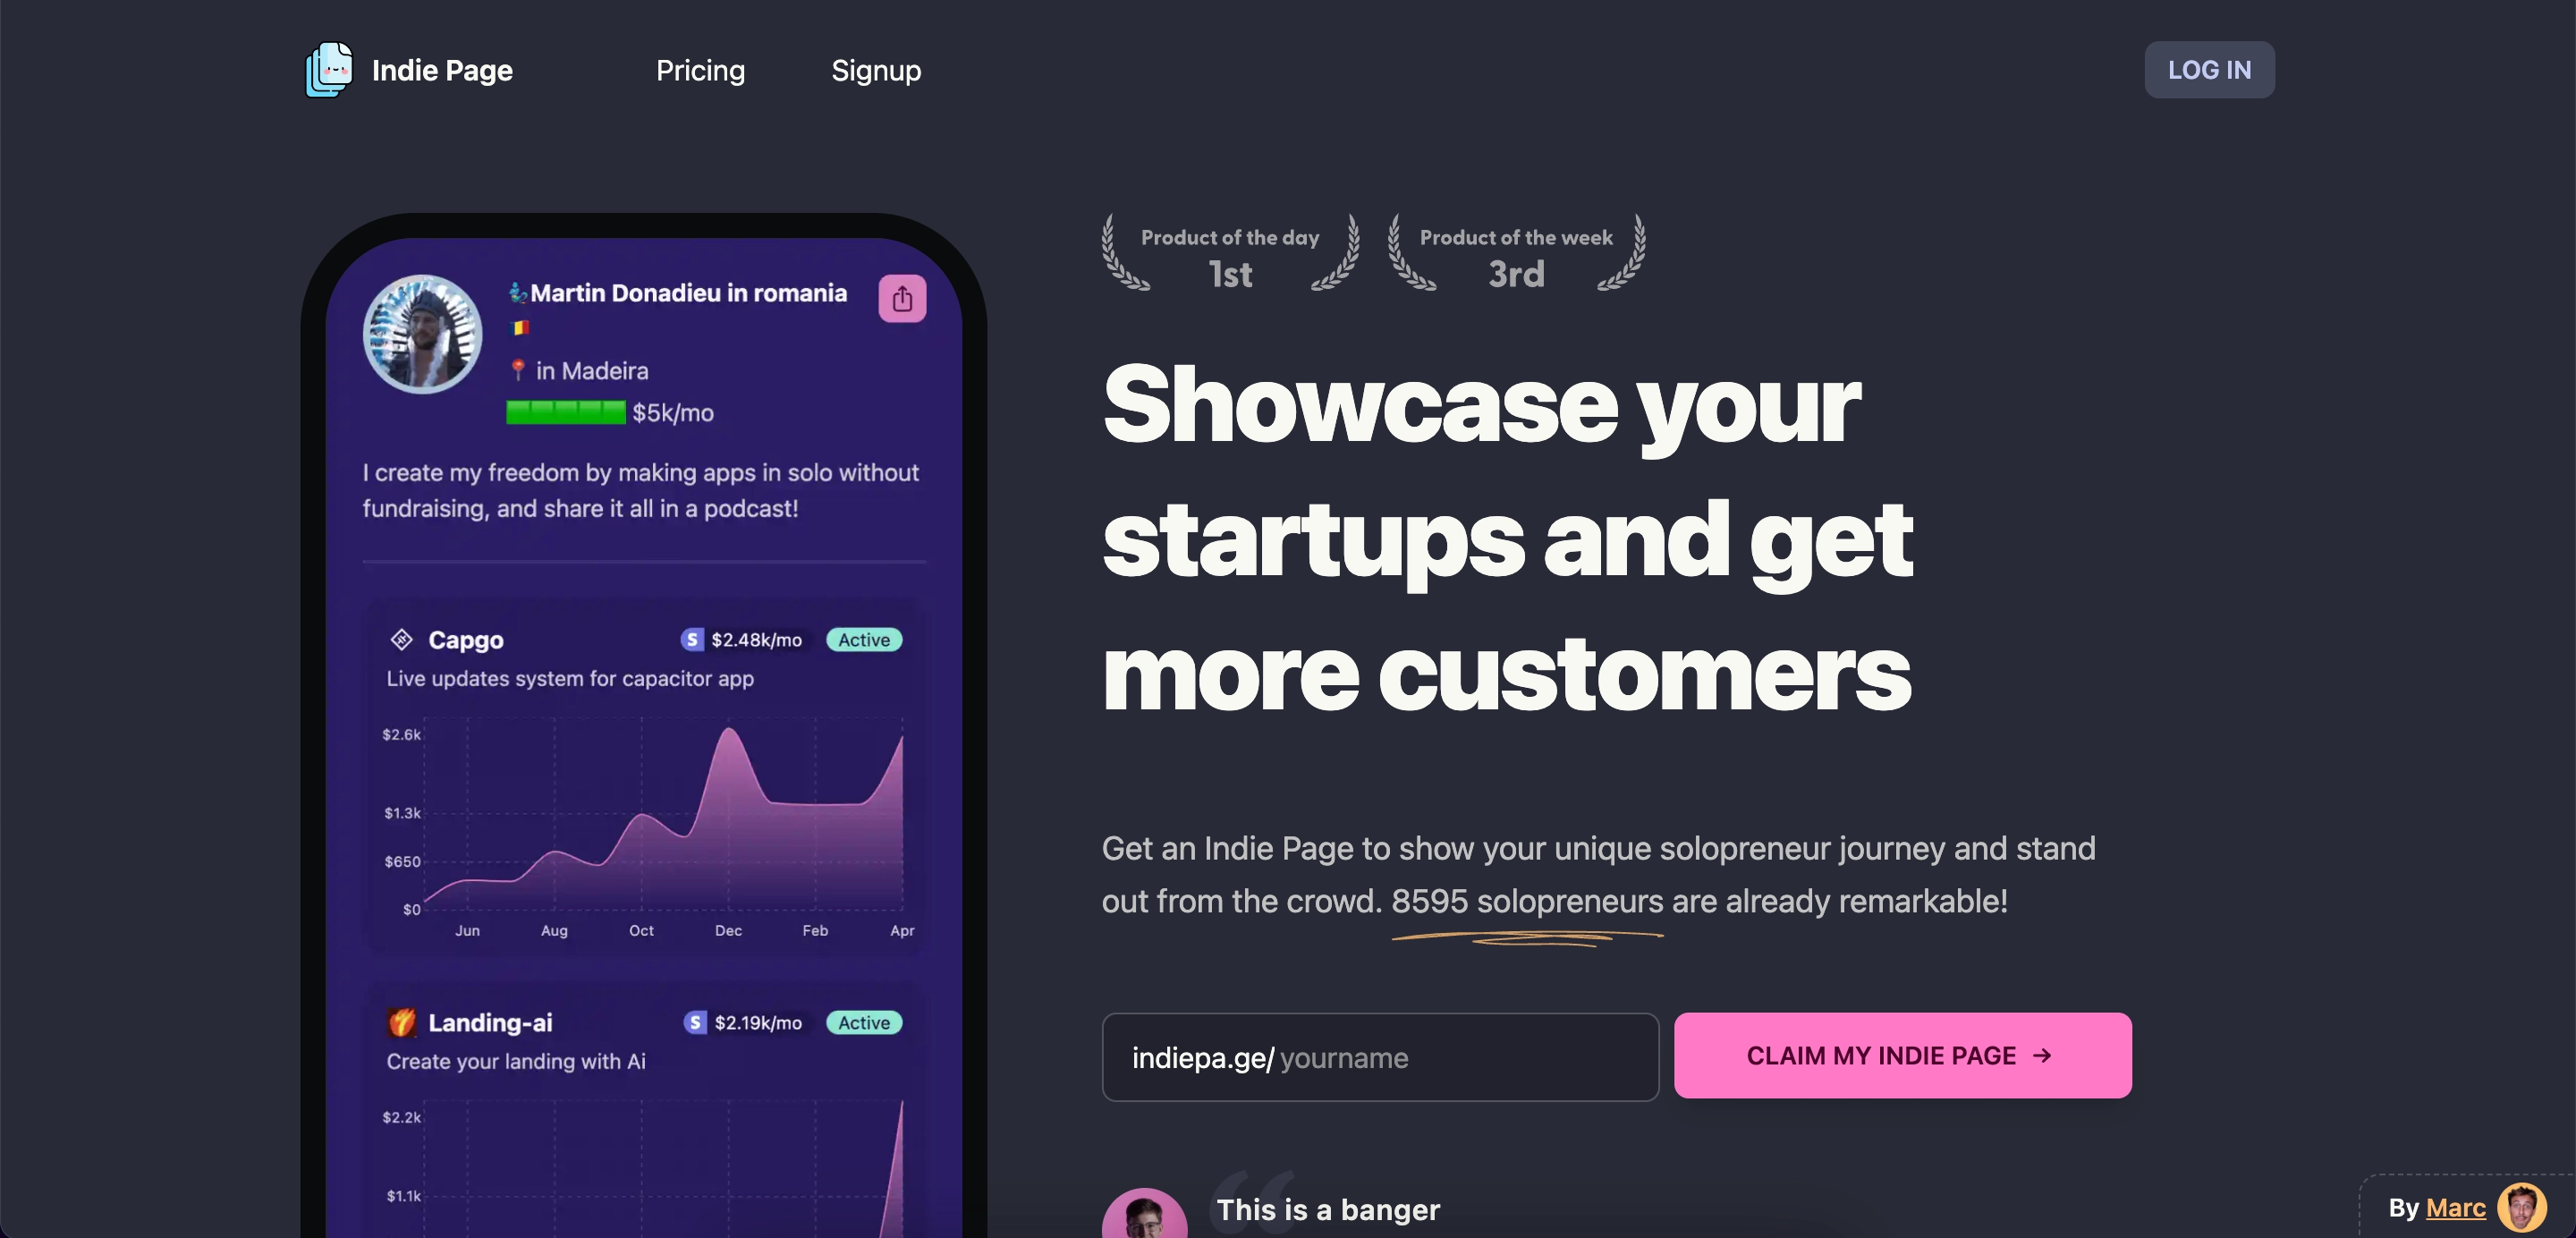 Indie Page
Pricing
Signup
LOG IN
Martin Donadieu in romania
in Madeira
$5k/mo
I create my freedom by making apps in solo without
fundraising, and share it all in a podcast!
Capgo
S $2.48k/mo
Active
Live updates system for capacitor app
$2.6k
$1.3k
$650
$0
Jun Aug Oct Dec Feb Apr
Landing-ai
S $2.19k/mo
Active
Create your landing with Ai
$2.2k
$1.1k
Product of the day
1st
Product of the week
3rd
Showcase your
startups and get
more customers
Get an Indie Page to show your unique solopreneur journey and stand
out from the crowd. 8595 solopreneurs are already remarkable!
indiepa.ge/ yourname
CLAIM MY INDIE PAGE →
This is a banger
By Marc